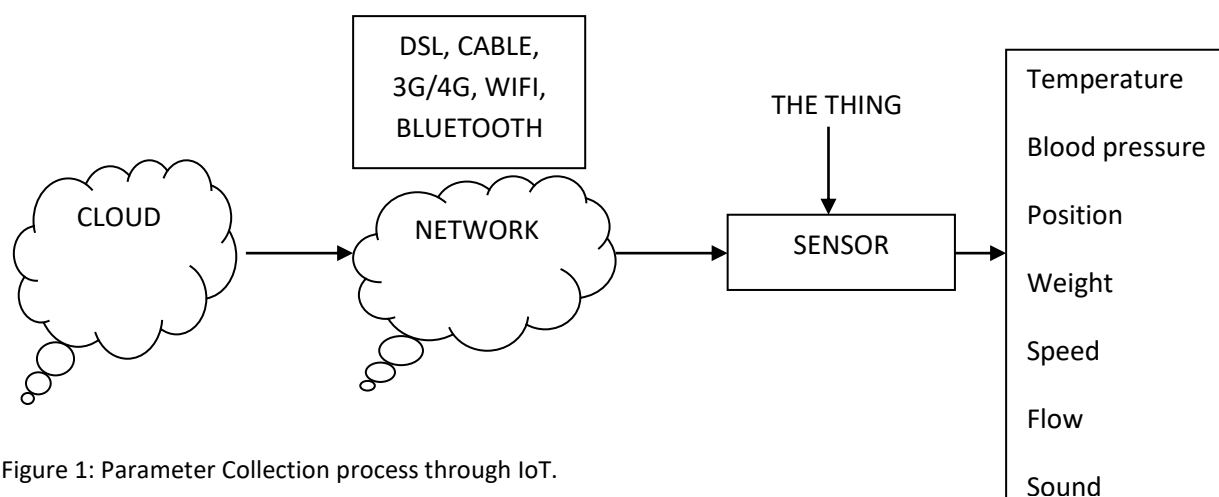 DSL, CABLE,
3G/4G, WIFI,
BLUETOOTH
CLOUD
NETWORK
THE THING
SENSOR
Temperature
Blood pressure
Position
Weight
Speed
Flow
Sound
Figure 1: Parameter Collection process through IoT.